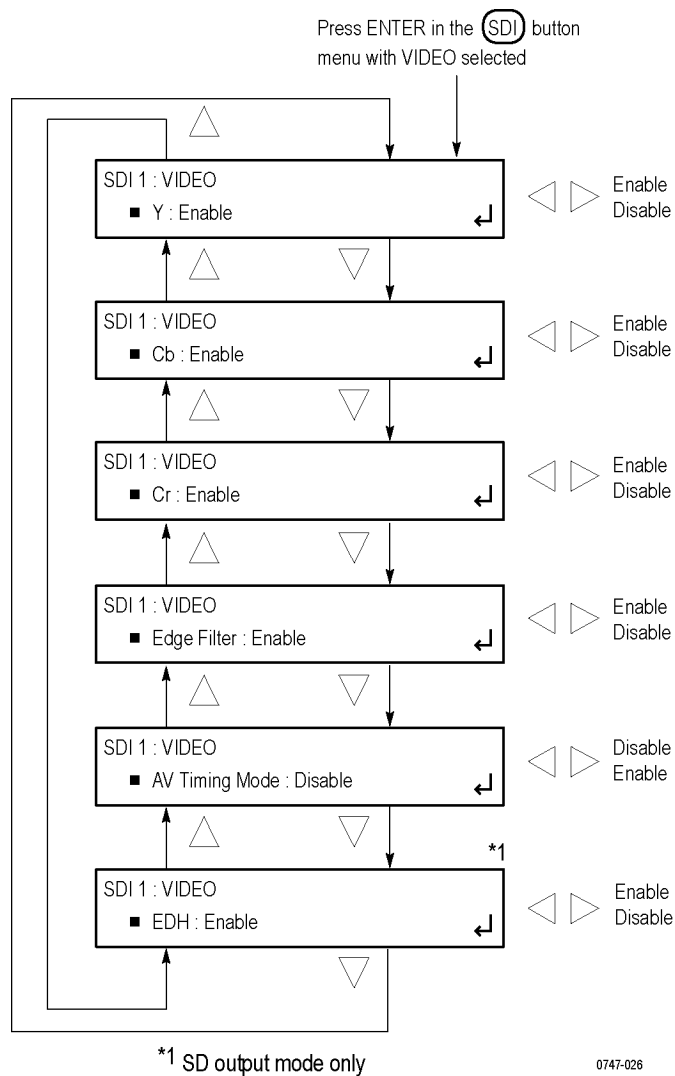 Press ENTER in the SDI button
menu with VIDEO selected
SDI 1 : VIDEO
■ Y : Enable
Enable
Disable
SDI 1 : VIDEO
■ Cb : Enable
Enable
Disable
SDI 1 : VIDEO
■ Cr : Enable
Enable
Disable
SDI 1 : VIDEO
■ Edge Filter : Enable
Enable
Disable
SDI 1 : VIDEO
■ AV Timing Mode : Disable
Disable
Enable
*1
SDI 1 : VIDEO
■ EDH : Enable
Enable
Disable
*1 SD output mode only
0747-026